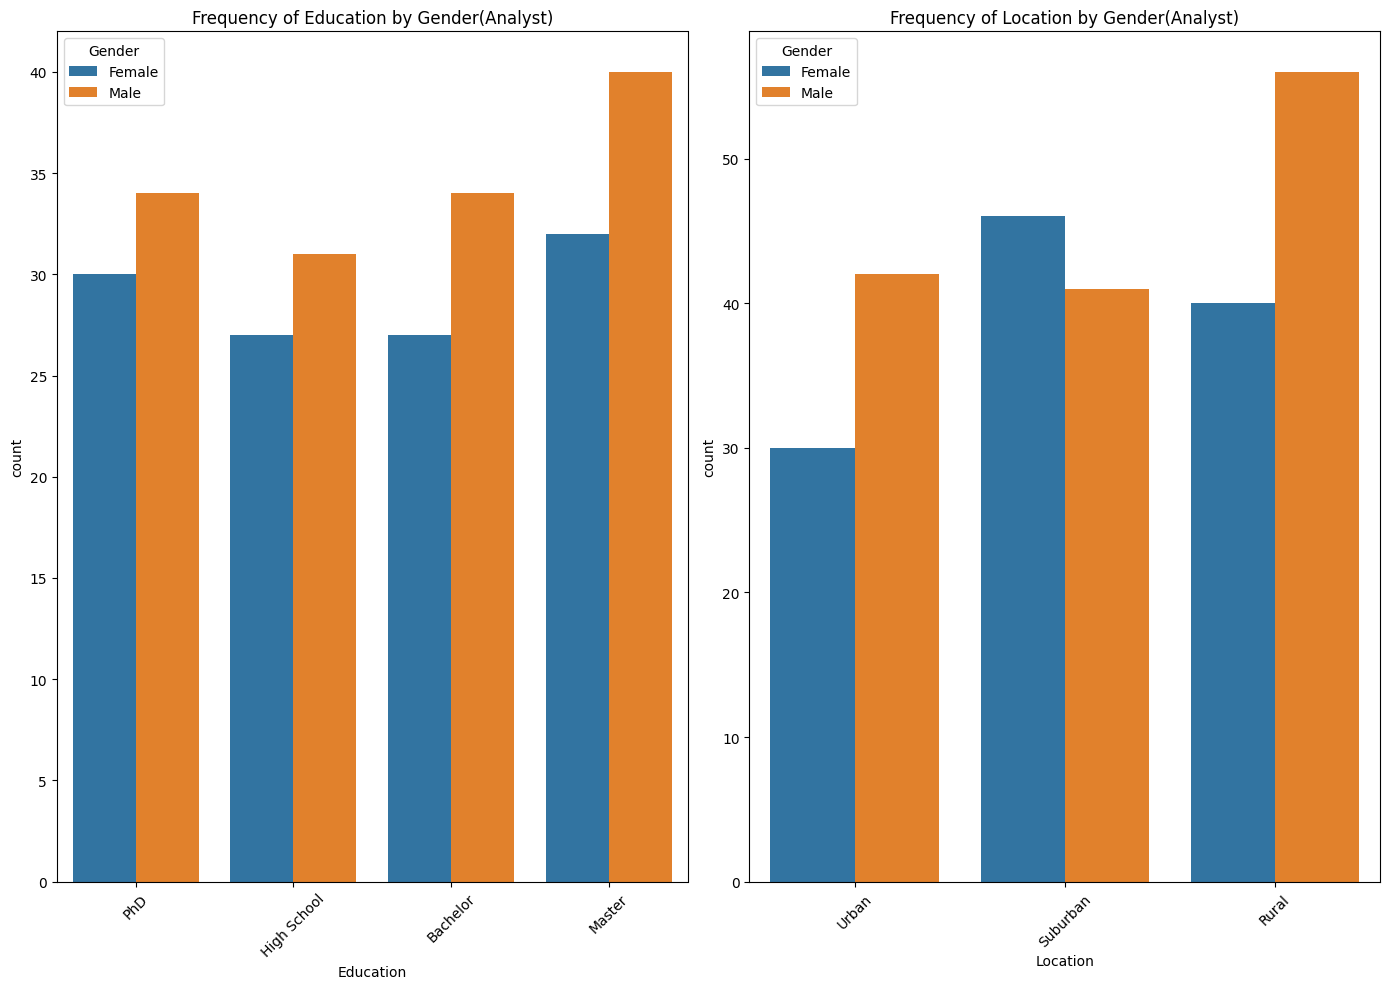 Frequency of Education by Gender(Analyst)
Gender
Female
Male
40
35
30
25
20
15
10
5
0
count
PhD
High School
Bachelor
Master
Education
Frequency of Location by Gender(Analyst)
Gender
Female
Male
50
40
30
20
10
0
count
Urban
Suburban
Rural
Location